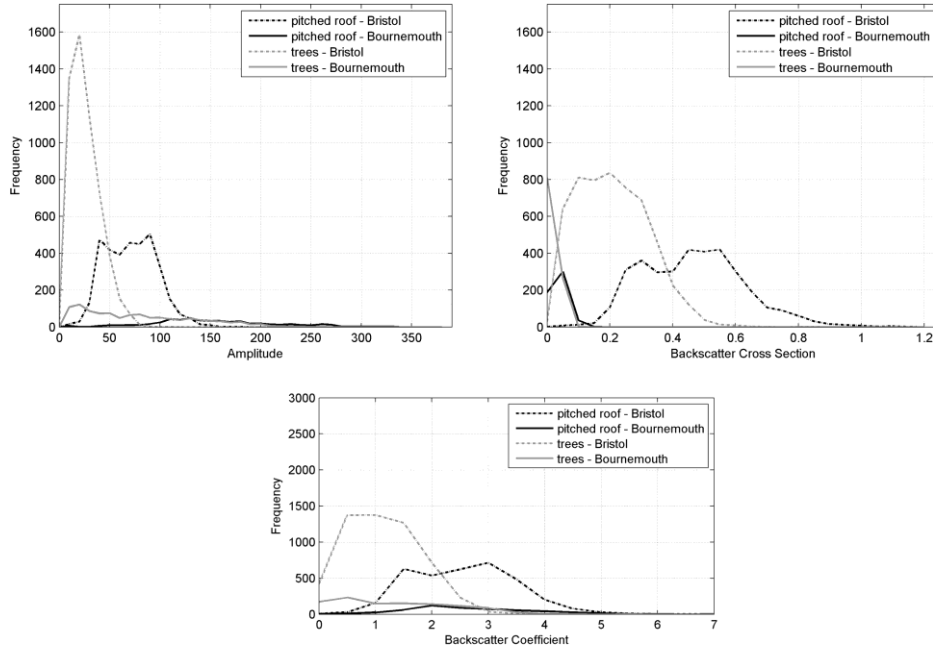 pitched roof - Bristol
pitched roof - Bournemouth
trees - Bristol
trees - Bournemouth
1600
1400
1200
1000
800
600
400
200
0
Frequency
0 50 100 150 200 250 300 350
Amplitude
pitched roof - Bristol
pitched roof - Bournemouth
trees - Bristol
trees - Bournemouth
1600
1400
1200
1000
800
600
400
200
0
Frequency
0 0.2 0.4 0.6 0.8 1 1.2
Backscatter Cross Section
pitched roof - Bristol
pitched roof - Bournemouth
trees - Bristol
trees - Bournemouth
3000
2500
2000
1500
1000
500
0
Frequency
0 1 2 3 4 5 6 7
Backscatter Coefficient